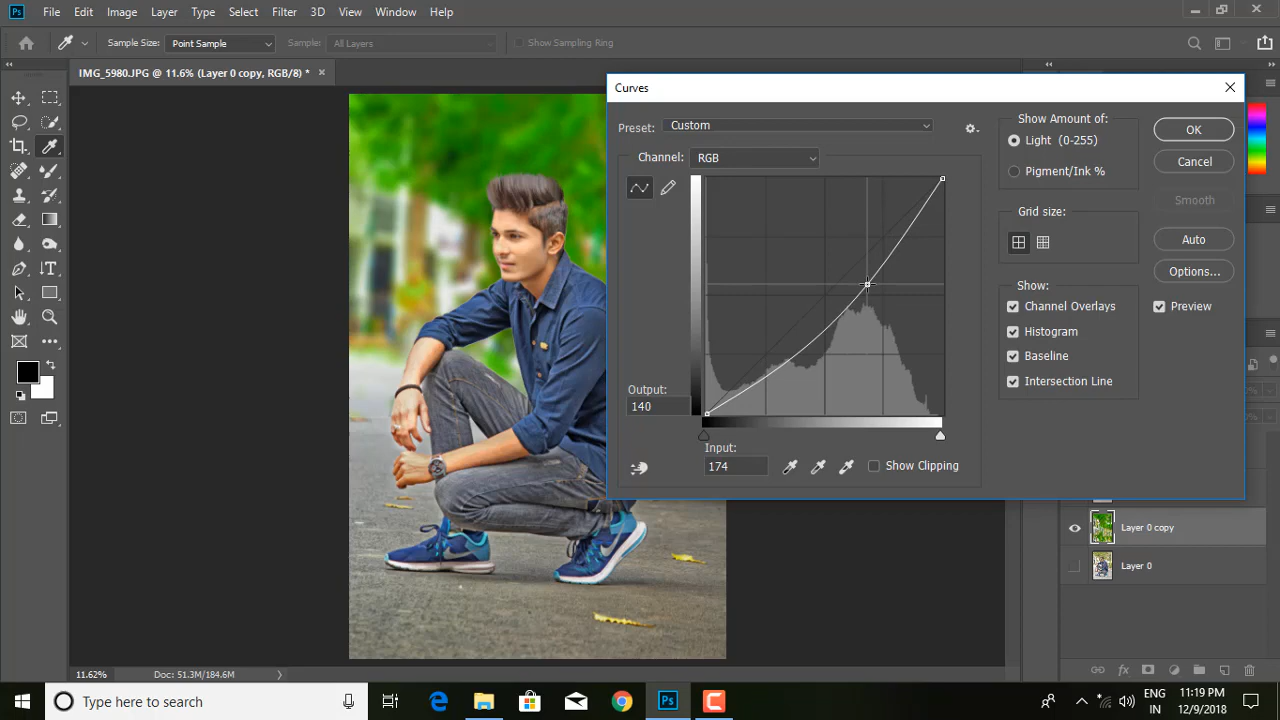 Ps File Edit Image Layer Type Select Filter 3D View Window Help
Sample Size: Point Sample Sample: All Layers Show Sampling Ring
IMG_5980.JPG @ 11.6% (Layer 0 copy, RGB/8) *
Curves
Preset: Custom
Channel: RGB
Output:
140
Input:
174
Show Clipping
Show Amount of:
Light (0-255)
Pigment/Ink %
Grid size:
Show:
Channel Overlays
Histogram
Baseline
Intersection Line
OK
Cancel
Smooth
Auto
Options...
Preview
Layer 0 copy
Layer 0
fx
11.62% Doc: 51.3M/184.6M
Type here to search
Ps
ENG
IN
11:19 PM
12/9/2018